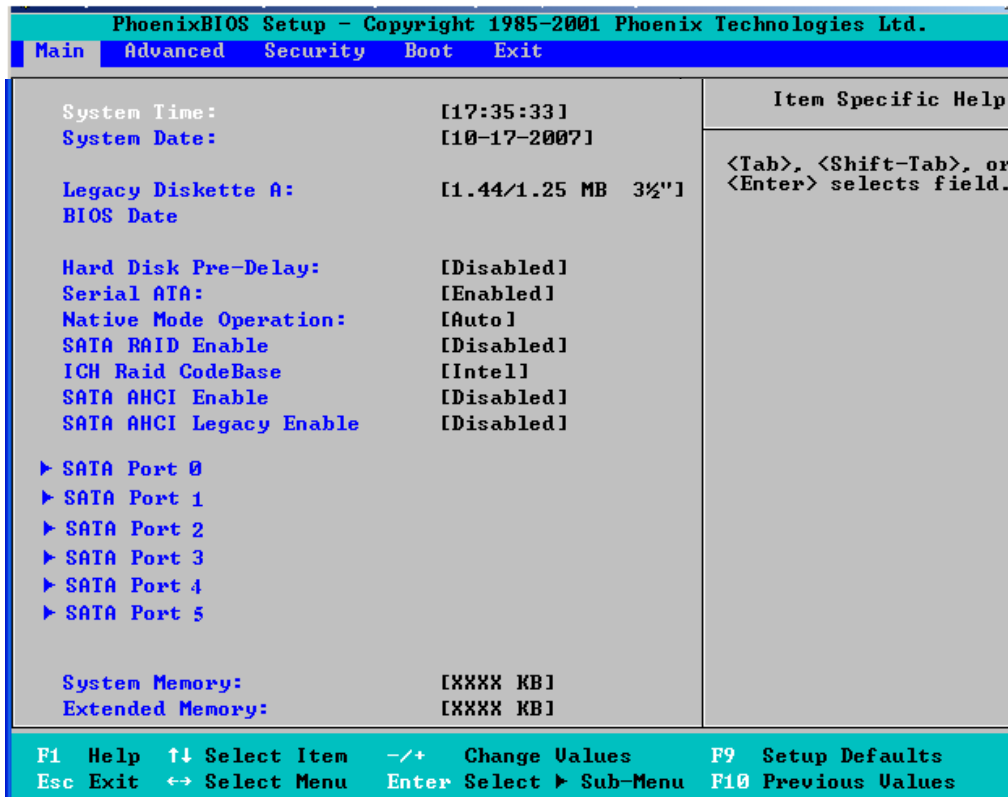 PhoenixBIOS Setup - Copyright 1985-2001 Phoenix Technologies Ltd.
Main Advanced Security Boot Exit
Item Specific Help
System Time: [17:35:33]
System Date: [10-17-2007]
<Tab>, <Shift-Tab>, or
<Enter> selects field.
Legacy Diskette A: [1.44/1.25 MB 3½"]
BIOS Date
Hard Disk Pre-Delay: [Disabled]
Serial ATA: [Enabled]
Native Mode Operation: [Auto]
SATA RAID Enable [Disabled]
ICH Raid CodeBase [Intel]
SATA AHCI Enable [Disabled]
SATA AHCI Legacy Enable [Disabled]
SATA Port 0
SATA Port 1
SATA Port 2
SATA Port 3
SATA Port 4
SATA Port 5
System Memory: [XXXX KB]
Extended Memory: [XXXX KB]
F1 Help ↑↓ Select Item -/+ Change Values F9 Setup Defaults
Esc Exit ↔ Select Menu Enter Select ▶ Sub-Menu F10 Previous Values